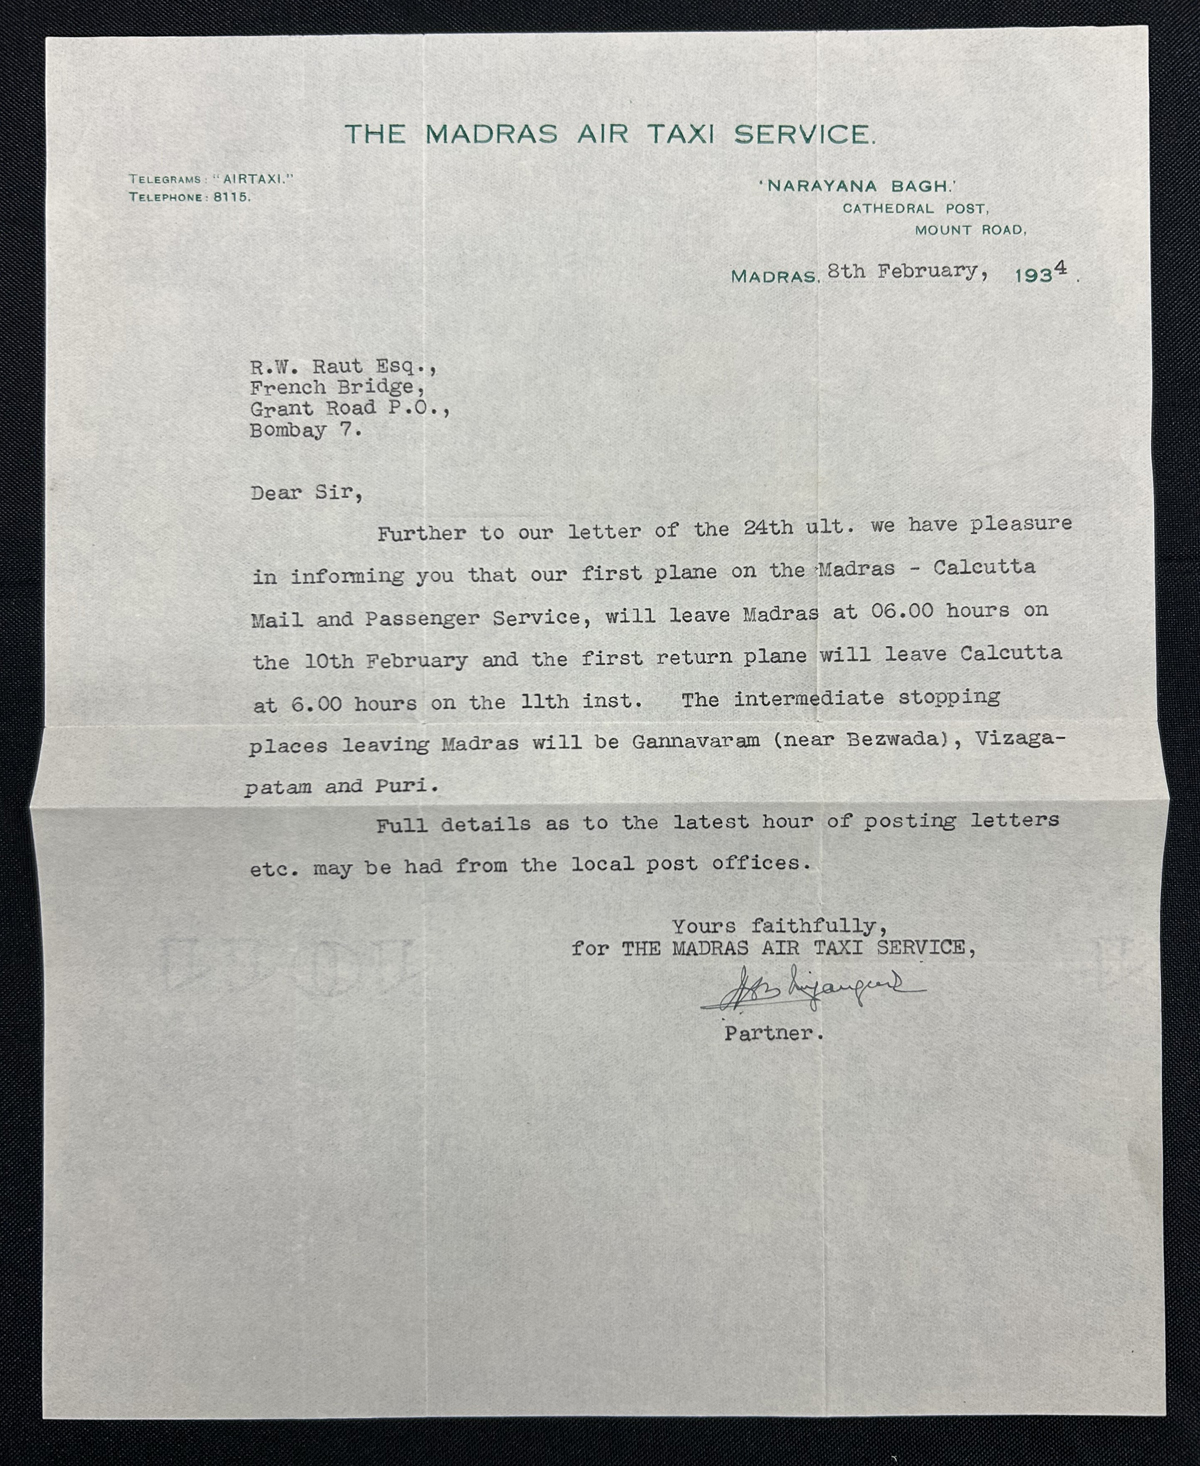 THE MADRAS AIR TAXI SERVICE.
TELEGRAMS: "AIRTAXI."
TELEPHONE: 8115.
'NARAYANA BAGH.'
CATHEDRAL POST,
MOUNT ROAD,
MADRAS, 8th February, 1934.
R.W. Raut Esq.,
French Bridge,
Grant Road P.O.,
Bombay 7.
Dear Sir,
Further to our letter of the 24th ult. we have pleasure
in informing you that our first plane on the Madras - Calcutta
Mail and Passenger Service, will leave Madras at 06.00 hours on
the 10th February and the first return plane will leave Calcutta
at 6.00 hours on the 11th inst. The intermediate stopping
places leaving Madras will be Gannavaram (near Bezwada), Vizaga-
patam and Puri.
Full details as to the latest hour of posting letters
etc. may be had from the local post offices.
Yours faithfully,
for THE MADRAS AIR TAXI SERVICE,
Partner.